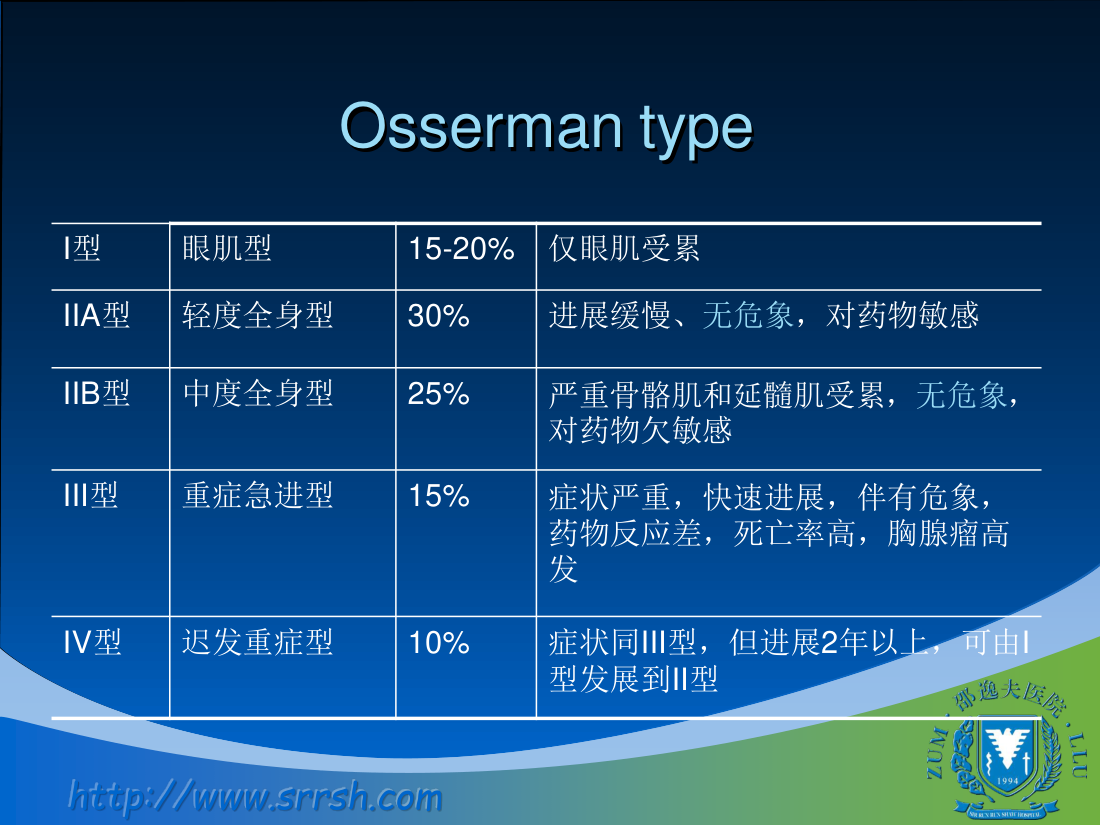 Osserman type
I型 眼肌型 15-20% 仅眼肌受累
IIA型 轻度全身型 30% 进展缓慢、无危象，对药物敏感
IIB型 中度全身型 25% 严重骨骼肌和延髓肌受累，无危象，
对药物欠敏感
III型 重症急进型 15% 症状严重，快速进展，伴有危象，
药物反应差，死亡率高，胸腺瘤高
发
IV型 迟发重症型 10% 症状同III型，但进展2年以上，可由I
型发展到II型
ZUM · 邵逸夫医院 · LLU
1994
SIR RUN RUN SHAW HOSPITAL
http://www.srrsh.com